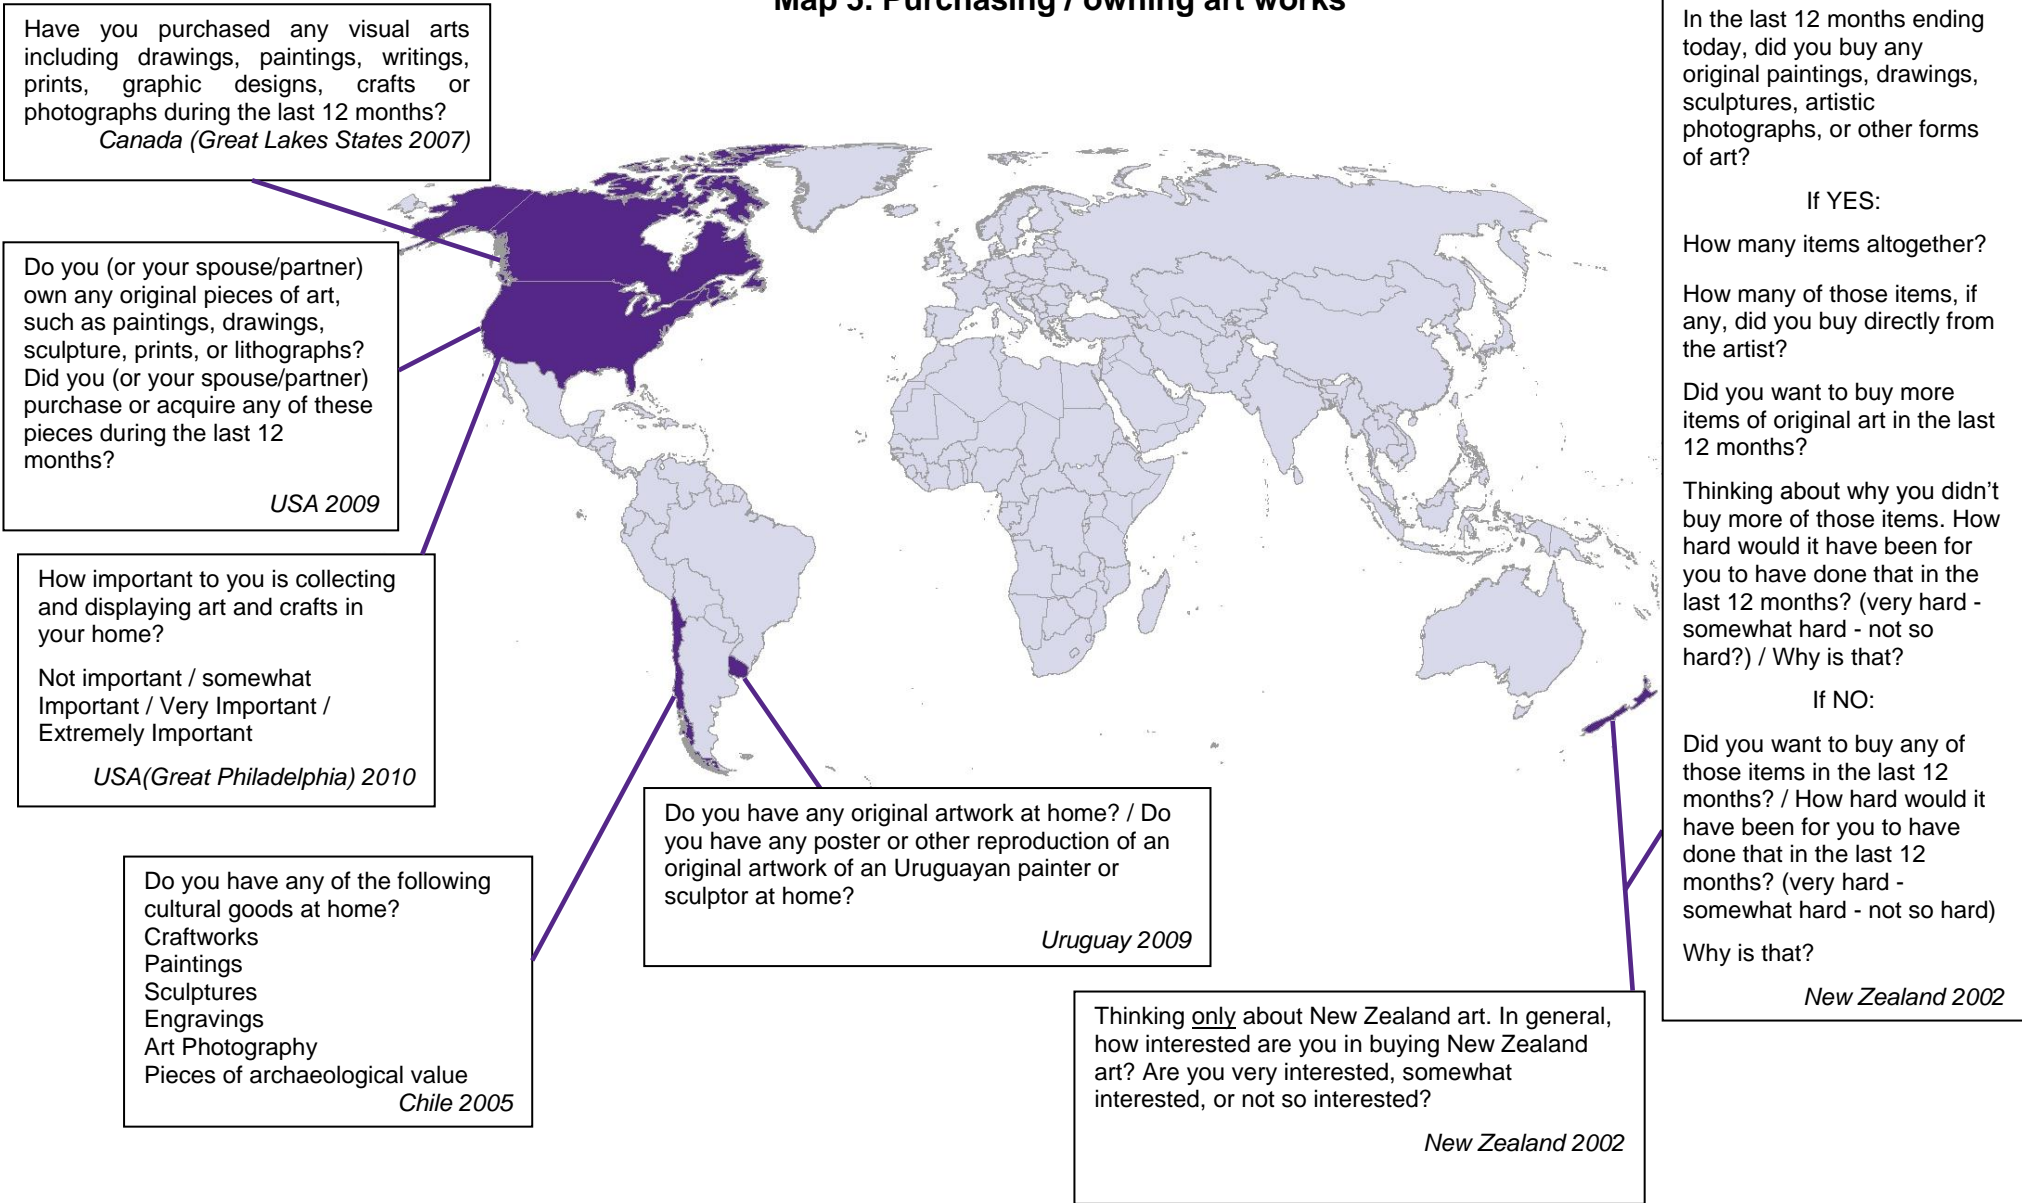 Map 5: Purchasing / owning art works
Have you purchased any visual arts
including drawings, paintings, writings,
prints, graphic designs, crafts or
photographs during the last 12 months?
Canada (Great Lakes States 2007)
Do you (or your spouse/partner)
own any original pieces of art,
such as paintings, drawings,
sculpture, prints, or lithographs?
Did you (or your spouse/partner)
purchase or acquire any of these
pieces during the last 12
months?
USA 2009
How important to you is collecting
and displaying art and crafts in
your home?
Not important / somewhat
Important / Very Important /
Extremely Important
USA(Great Philadelphia) 2010
Do you have any of the following
cultural goods at home?
Craftworks
Paintings
Sculptures
Engravings
Art Photography
Pieces of archaeological value
Chile 2005
Do you have any original artwork at home? / Do
you have any poster or other reproduction of an
original artwork of an Uruguayan painter or
sculptor at home?
Uruguay 2009
Thinking only about New Zealand art. In general,
how interested are you in buying New Zealand
art? Are you very interested, somewhat
interested, or not so interested?
New Zealand 2002
In the last 12 months ending
today, did you buy any
original paintings, drawings,
sculptures, artistic
photographs, or other forms
of art?
If YES:
How many items altogether?
How many of those items, if
any, did you buy directly from
the artist?
Did you want to buy more
items of original art in the last
12 months?
Thinking about why you didn’t
buy more of those items. How
hard would it have been for
you to have done that in the
last 12 months? (very hard -
somewhat hard - not so
hard?) / Why is that?
If NO:
Did you want to buy any of
those items in the last 12
months? / How hard would it
have been for you to have
done that in the last 12
months? (very hard -
somewhat hard - not so hard)
Why is that?
New Zealand 2002